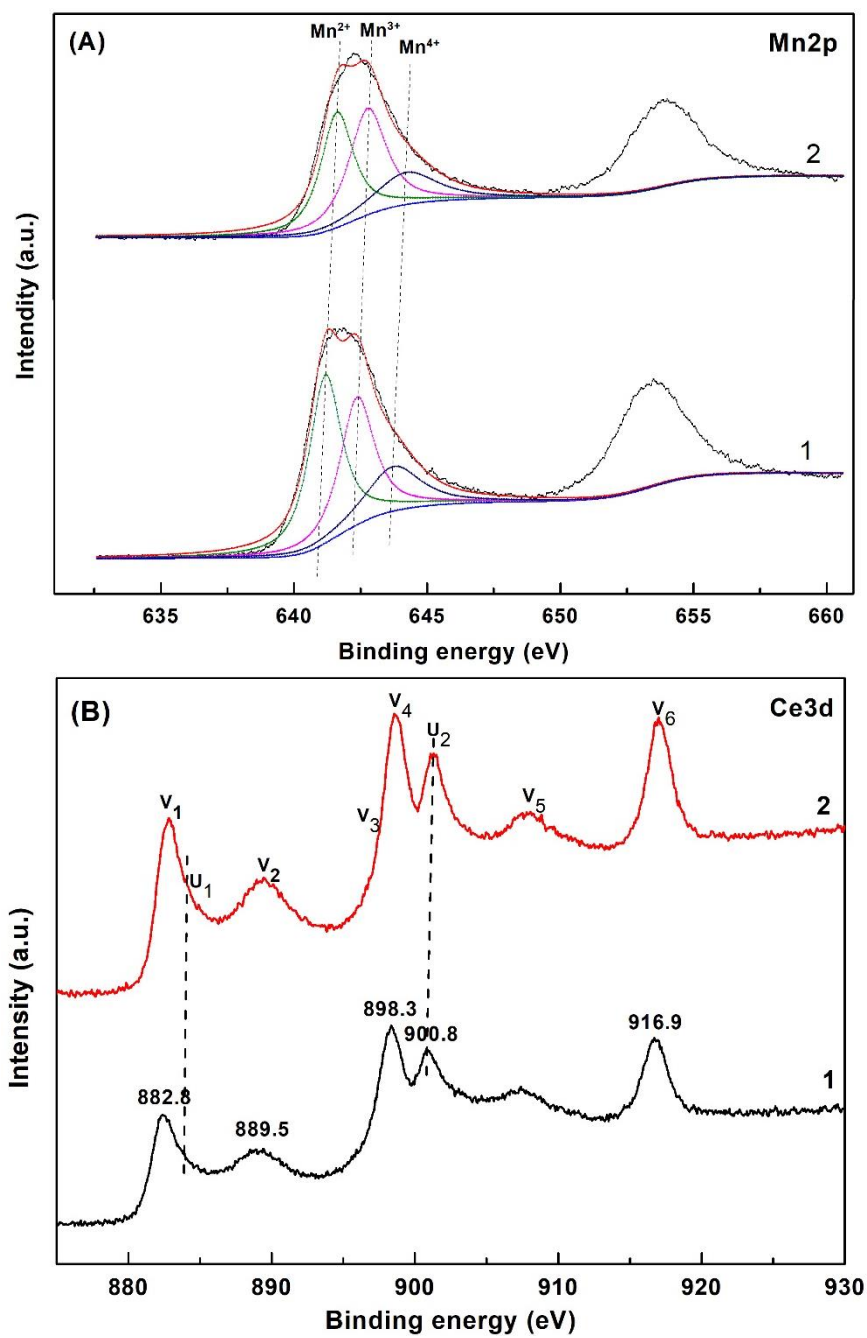 (A)
Mn2p
Mn²⁺
Mn³⁺
Mn⁴⁺
2
1
Intendity (a.u.)
635 640 645 650 655 660
Binding energy (eV)
(B)
Ce3d
V₁
U₁
V₂
V₃
V₄
U₂
V₅
V₆
2
882.8
889.5
898.3
900.8
916.9
1
Intensity (a.u.)
880 890 900 910 920 930
Binding energy (eV)